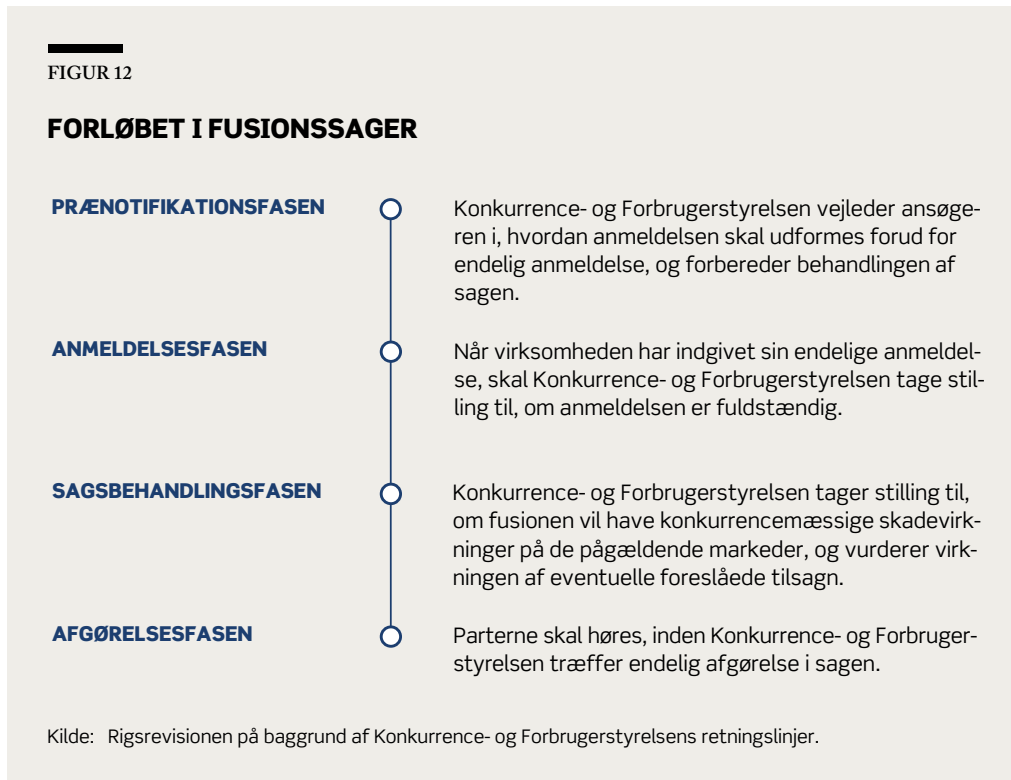 FIGUR 12
FORLØBET I FUSIONSSAGER
PRÆNOTIFIKATIONSFASEN
Konkurrence- og Forbrugerstyrelsen vejleder ansøge-
ren i, hvordan anmeldelsen skal udformes forud for
endelig anmeldelse, og forbereder behandlingen af
sagen.
ANMELDELSESFASEN
Når virksomheden har indgivet sin endelige anmeldel-
se, skal Konkurrence- og Forbrugerstyrelsen tage stil-
ling til, om anmeldelsen er fuldstændig.
SAGSBEHANDLINGSFASEN
Konkurrence- og Forbrugerstyrelsen tager stilling til,
om fusionen vil have konkurrencemæssige skadevirk-
ninger på de pågældende markeder, og vurderer virk-
ningen af eventuelle foreslåede tilsagn.
AFGØRELSESFASEN
Parterne skal høres, inden Konkurrence- og Forbruger-
styrelsen træffer endelig afgørelse i sagen.
Kilde: Rigsrevisionen på baggrund af Konkurrence- og Forbrugerstyrelsens retningslinjer.